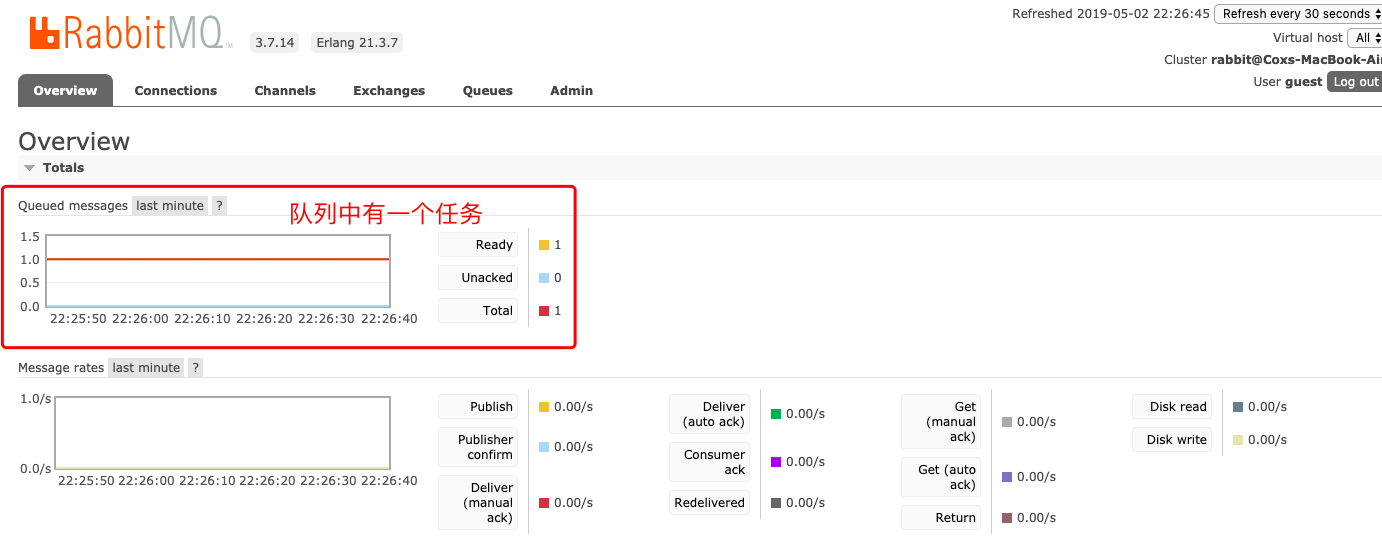 Refreshed 2019-05-02 22:26:45 Refresh every 30 seconds
RabbitMQ TM 3.7.14 Erlang 21.3.7
Virtual host All
Cluster rabbit@Coxs-MacBook-Air
User guest Log out
Overview Connections Channels Exchanges Queues Admin
Overview
Totals
Queued messages last minute ?
队列中有一个任务
1.5
1.0
0.5
0.0
22:25:50 22:26:00 22:26:10 22:26:20 22:26:30 22:26:40
Ready 1
Unacked 0
Total 1
Message rates last minute ?
1.0/s
0.0/s
22:25:50 22:26:00 22:26:10 22:26:20 22:26:30 22:26:40
Publish 0.00/s
Publisher
confirm 0.00/s
Deliver
(manual
ack) 0.00/s
Deliver
(auto ack) 0.00/s
Consumer
ack 0.00/s
Redelivered 0.00/s
Get
(manual
ack) 0.00/s
Get (auto
ack) 0.00/s
Return 0.00/s
Disk read 0.00/s
Disk write 0.00/s